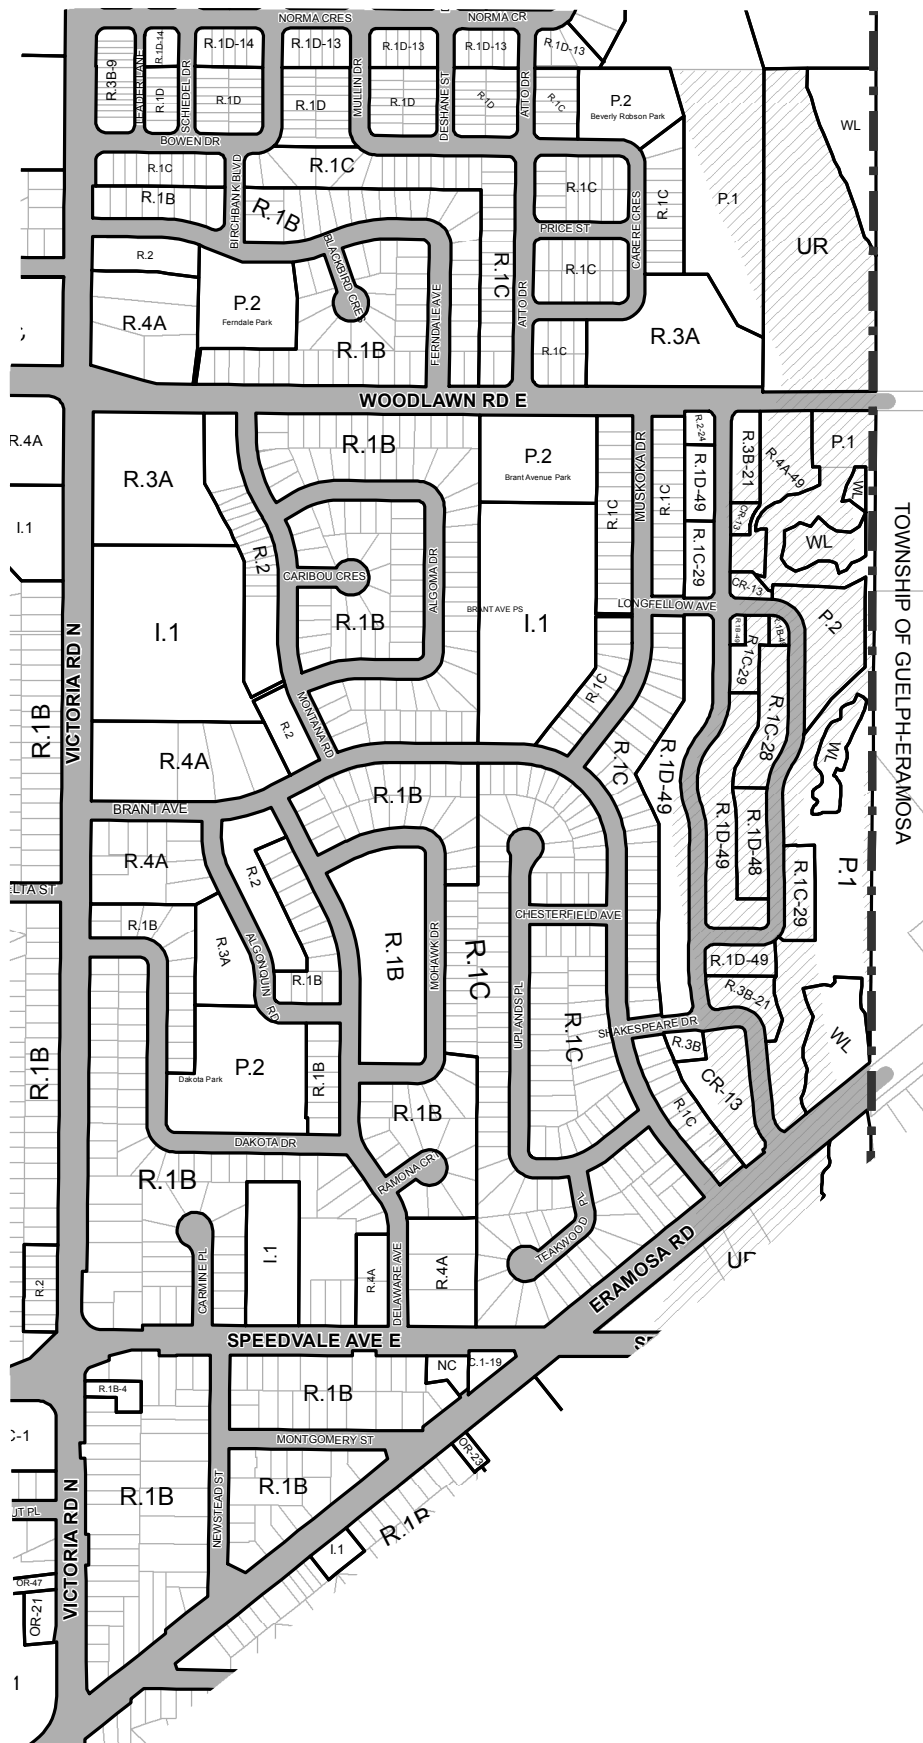 NORMA CRES
NORMA CR
R.3B-9
LEADER LANE
R.1D-14
R.1D
SCHIEDEL DR
R.1D-14
R.1D
R.1D-13
R.1D
MULLIN DR
R.1D-13
R.1D
DESHANE ST
R.1D-13
R.1D
ATTO DR
R.1D-13
R.1C
P.2
Beverly Robson Park
WL
BOWEN DR
R.1C
R.1B
BIRCHBANK BLVD
R.1C
R.1B
R.1C
CARERE CRES
R.1C
P.1
PRICE ST
R.1C
UR
R.2
R.4A
P.2
Ferndale Park
BLACKBIRD CRES
R.1B
FERNDALE AVE
R.1C
ATTO DR
R.1C
R.3A
WOODLAWN RD E
R.4A
I.1
R.3A
R.1B
P.2
Brant Avenue Park
R.1C
MUSKOKA DR
R.1C
R.2-24
R.1D-49
R.1C-29
R.3B-21
CR-13
R.4A-49
P.1
WL
WL
CR-13
P.2
TOWNSHIP OF GUELPH-ERAMOSA
R.2
CARIBOU CRES
R.1B
ALGOMA DR
BRANT AVE PS
I.1
LONGFELLOW AVE
I.1
R.1B
VICTORIA RD N
R.1B-49
R.1C-29
R.1C-28
WL
R.1C
R.1C
R.1D-49
R.2
MONTANA RD
R.4A
BRANT AVE
R.1B
R.1D-49
R.1D-48
R.1C-29
P.1
R.4A
R.2
R.1B
R.3A
ALGONQUIN RD
R.1B
R.1B
MOHAWK DR
R.1C
CHESTERFIELD AVE
UPLANDS PL
R.1C
R.1D-49
R.3B-21
SHAKESPEARE DR
R.3B
CR-13
WL
R.1C
R.1B
P.2
Dakota Park
R.1B
R.1B
DAKOTA DR
RAMONA CRT
R.1B
R.2
CARMINE PL
I.1
R.4A
DELAWARE AVE
R.4A
TEAKWOOD PL
ERAMOSA RD
SPEEDVALE AVE E
R.1B-4
R.1B
NC
C.1-19
MONTGOMERY ST
OR-23
R.1B
NEWSTEAD ST
R.1B
I.1
VICTORIA RD N
OR-47
OR-21